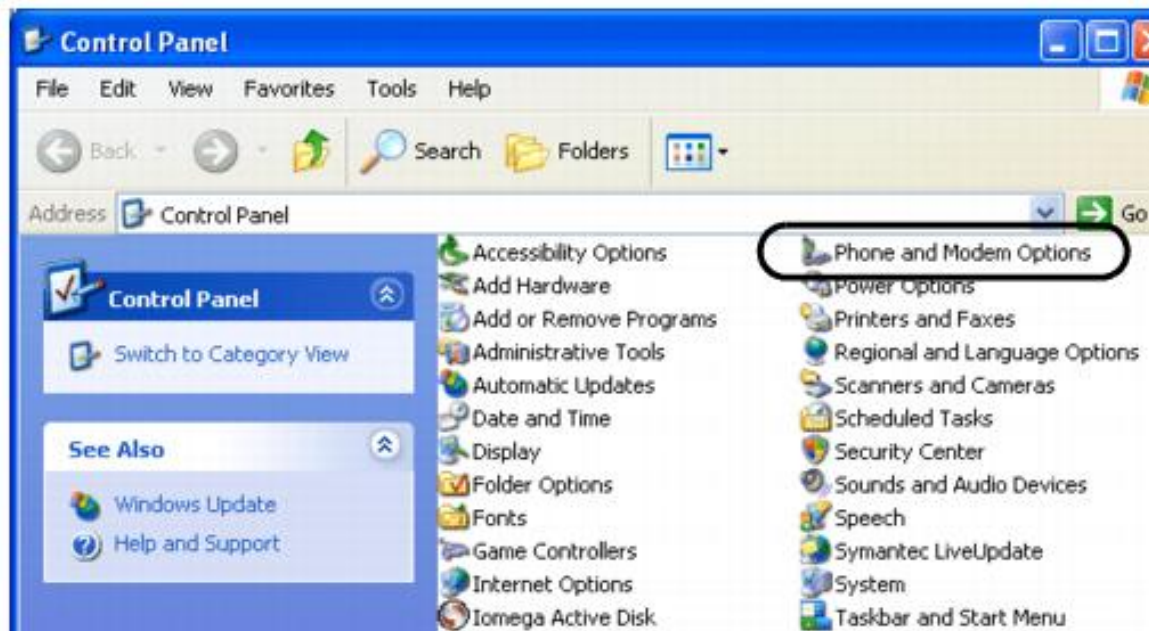 Control Panel
File Edit View Favorites Tools Help
Back Search Folders
Address Control Panel Go
Control Panel
Switch to Category View
See Also
Windows Update
Help and Support
Accessibility Options
Add Hardware
Add or Remove Programs
Administrative Tools
Automatic Updates
Date and Time
Display
Folder Options
Fonts
Game Controllers
Internet Options
Iomega Active Disk
Phone and Modem Options
Power Options
Printers and Faxes
Regional and Language Options
Scanners and Cameras
Scheduled Tasks
Security Center
Sounds and Audio Devices
Speech
Symantec LiveUpdate
System
Taskbar and Start Menu